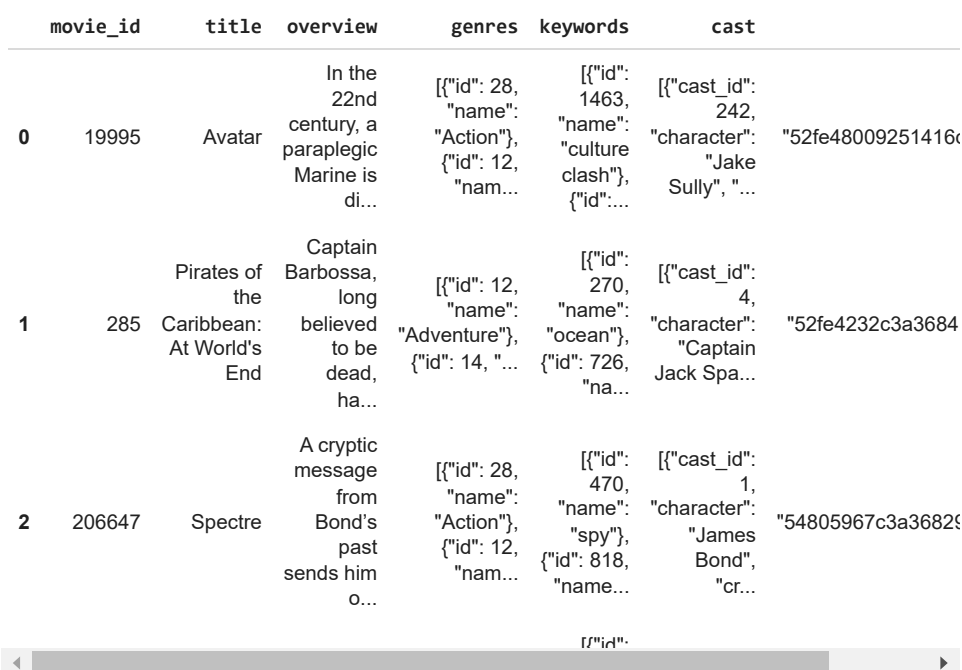 movie_id title overview genres keywords cast
0 19995 Avatar
In the
22nd
century, a
paraplegic
Marine is
di...
[{"id": 28,
"name":
"Action"},
{"id": 12,
"nam...
[{"id":
1463,
"name":
"culture
clash"},
{"id":...
[{"cast_id":
242,
"character":
"Jake
Sully", "...
"52fe48009251416c
1 285
Pirates of
the
Caribbean:
At World's
End
Captain
Barbossa,
long
believed
to be
dead,
ha...
[{"id": 12,
"name":
"Adventure"},
{"id": 14, "...
[{"id":
270,
"name":
"ocean"},
{"id": 726,
"na...
[{"cast_id":
4,
"character":
"Captain
Jack Spa...
"52fe4232c3a3684
2 206647 Spectre
A cryptic
message
from
Bond’s
past
sends him
o...
[{"id": 28,
"name":
"Action"},
{"id": 12,
"nam...
[{"id":
470,
"name":
"spy"},
{"id": 818,
"name...
[{"cast_id":
1,
"character":
"James
Bond",
"cr...
"54805967c3a36829
[{"id":